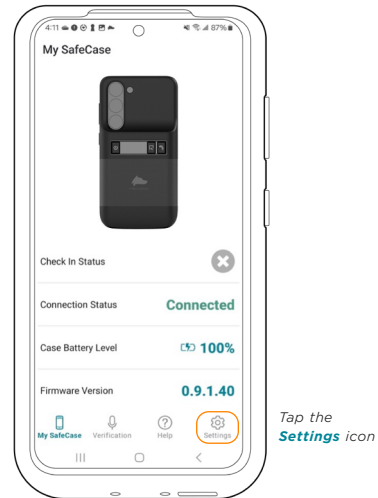 4:11
87%
My SafeCase
Check In Status
Connection Status Connected
Case Battery Level 100%
Firmware Version 0.9.1.40
My SafeCase Verification Help Settings
Tap the
Settings icon